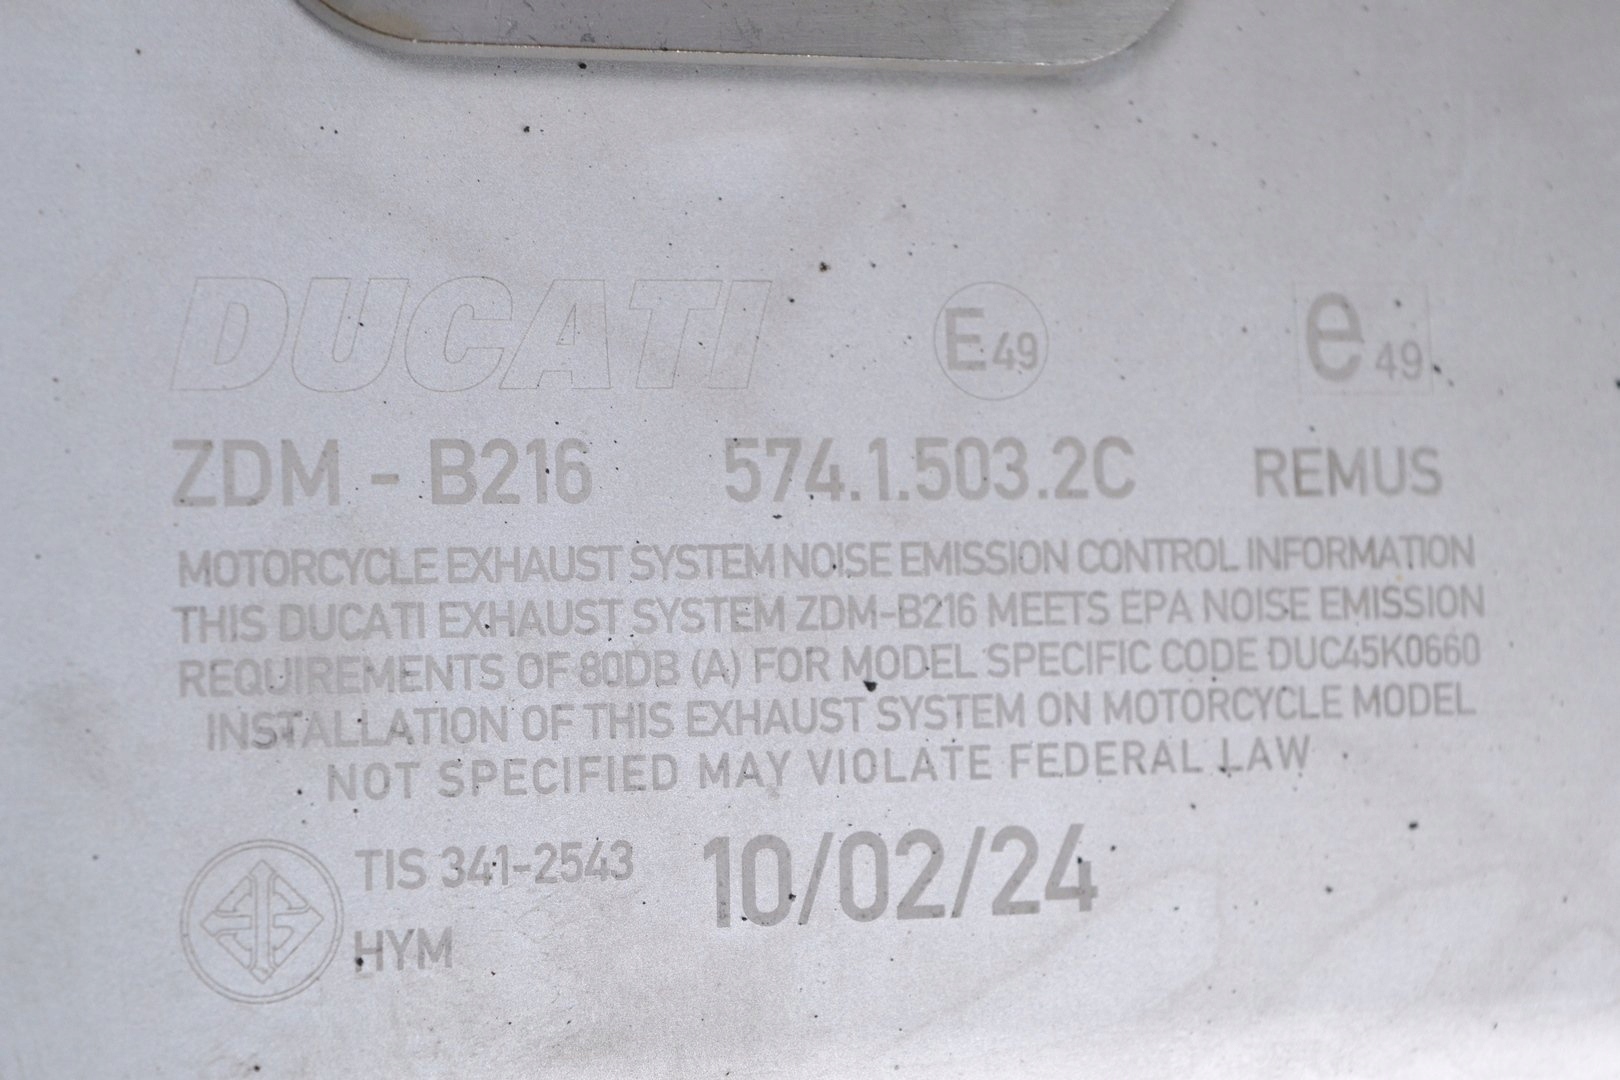 DUCATI E49 e49
ZDM - B216 574.1.503.2C REMUS
MOTORCYCLE EXHAUST SYSTEM NOISE EMISSION CONTROL INFORMATION
THIS DUCATI EXHAUST SYSTEM ZDM-B216 MEETS EPA NOISE EMISSION
REQUIREMENTS OF 80DB (A) FOR MODEL SPECIFIC CODE DUC45K0660
INSTALLATION OF THIS EXHAUST SYSTEM ON MOTORCYCLE MODEL
NOT SPECIFIED MAY VIOLATE FEDERAL LAW
TIS 341-2543 10/02/24
HYM